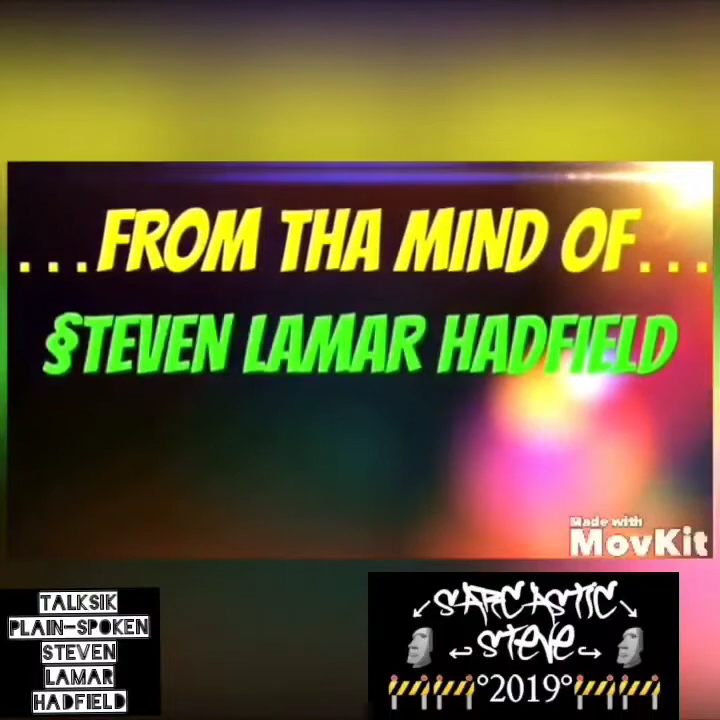 ...FROM THA MIND OF...
§TEVEN LAMAR HADFIELD
Made with
MovKit
TALKSIK
PLAIN-SPOKEN
STEVEN
LAMAR
HADFIELD
↙SARCASTIC↘
↩STEVE↪
🗿🗿
🚧🚧°2019°🚧🚧